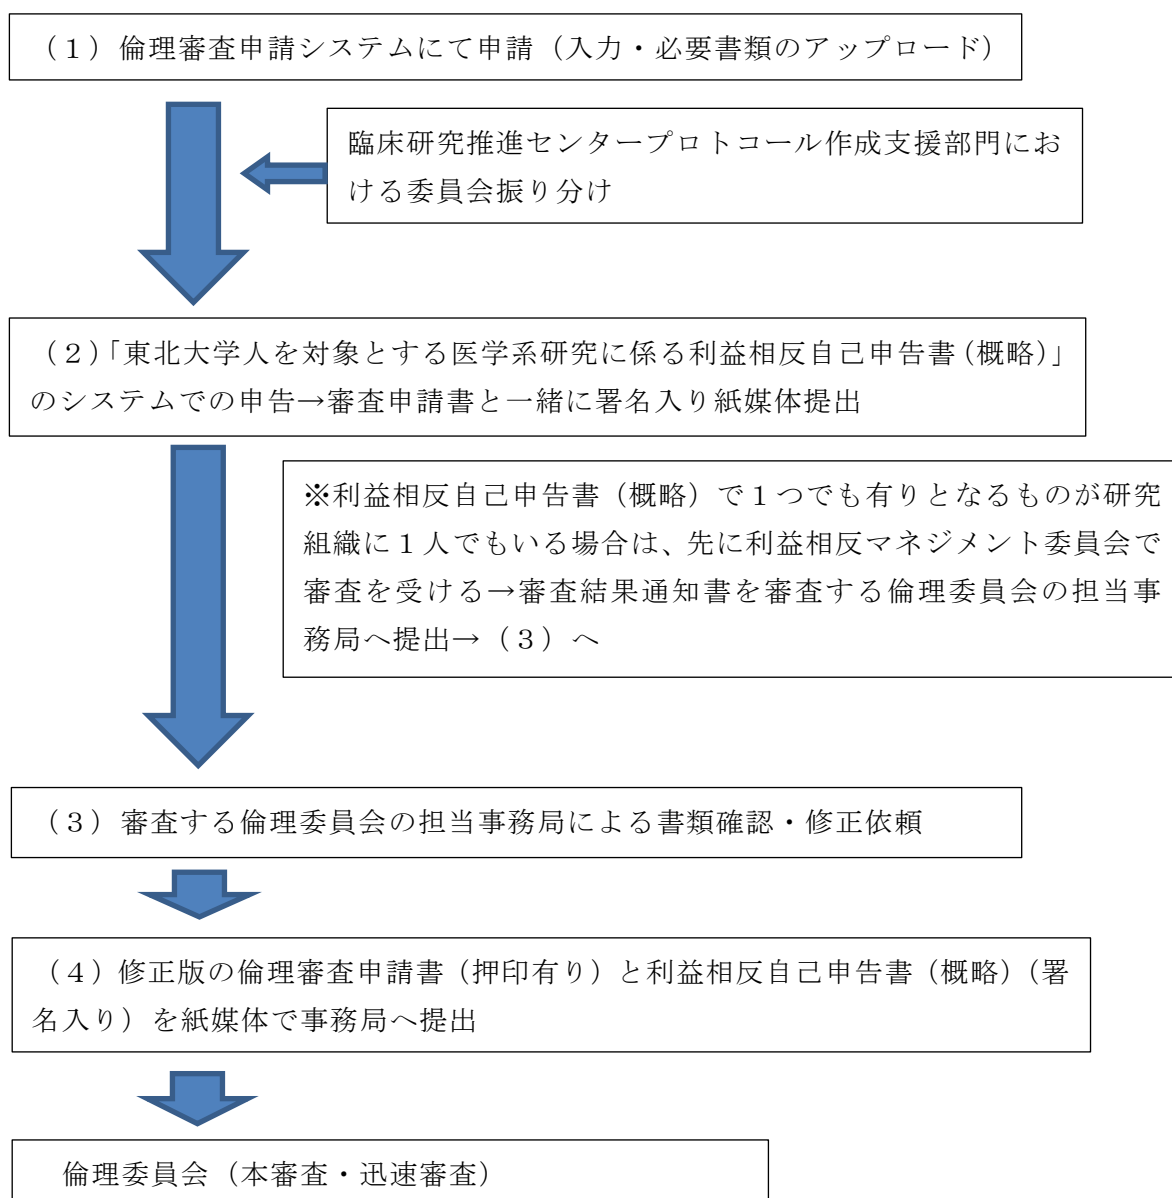 （１）倫理審査申請システムにて申請（入力・必要書類のアップロード）
臨床研究推進センタープロトコール作成支援部門にお
ける委員会振り分け
（２）「東北大学人を対象とする医学系研究に係る利益相反自己申告書（概略）」
のシステムでの申告→審査申請書と一緒に署名入り紙媒体提出
※利益相反自己申告書（概略）で１つでも有りとなるものが研究
組織に１人でもいる場合は、先に利益相反マネジメント委員会で
審査を受ける→審査結果通知書を審査する倫理委員会の担当事
務局へ提出→（３）へ
（３）審査する倫理委員会の担当事務局による書類確認・修正依頼
（４）修正版の倫理審査申請書（押印有り）と利益相反自己申告書（概略）（署
名入り）を紙媒体で事務局へ提出
倫理委員会（本審査・迅速審査）